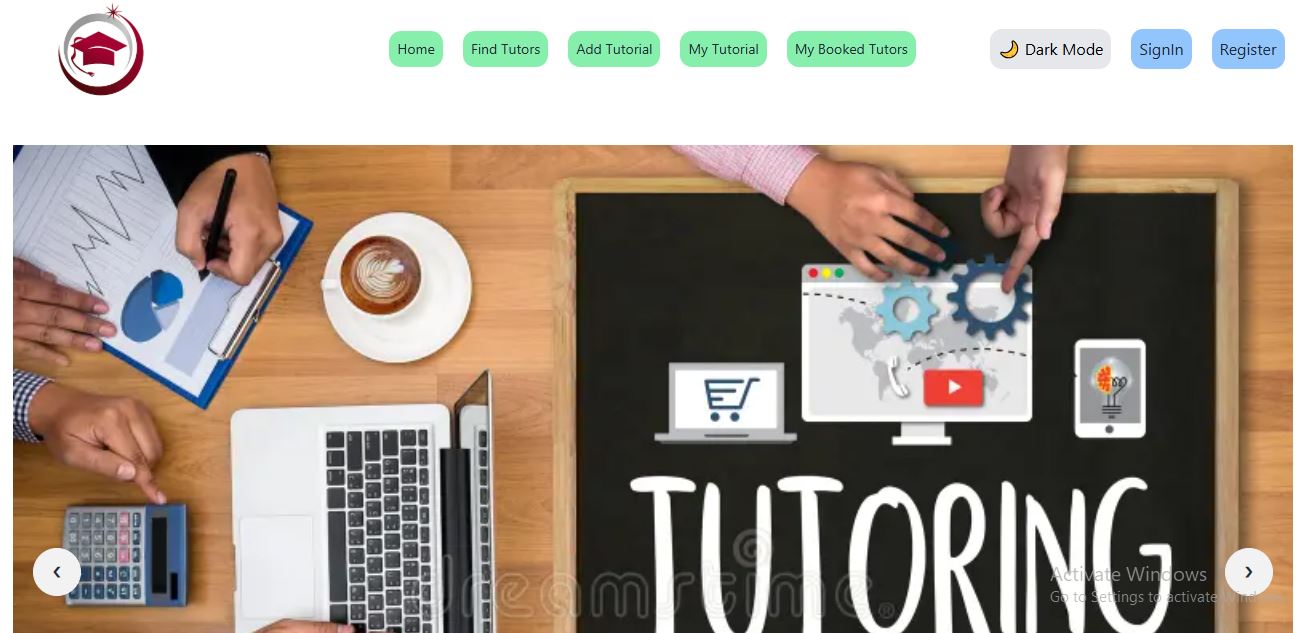 Home
Find Tutors
Add Tutorial
My Tutorial
My Booked Tutors
🌙 Dark Mode
SignIn
Register
TUTORING
dreamstime®
Activate Windows
Go to Settings to activate Windows.
‹
›